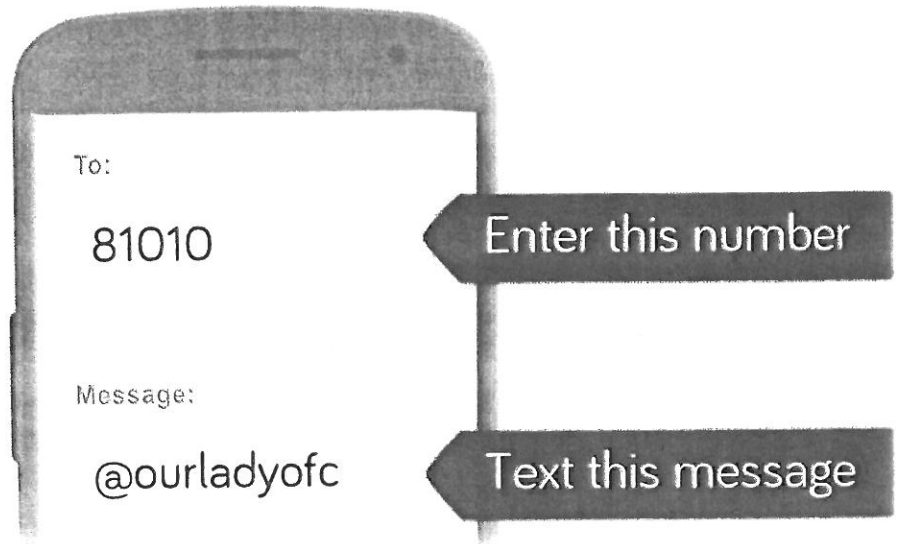 To:
81010
Enter this number
Message:
@ourladyofc
Text this message